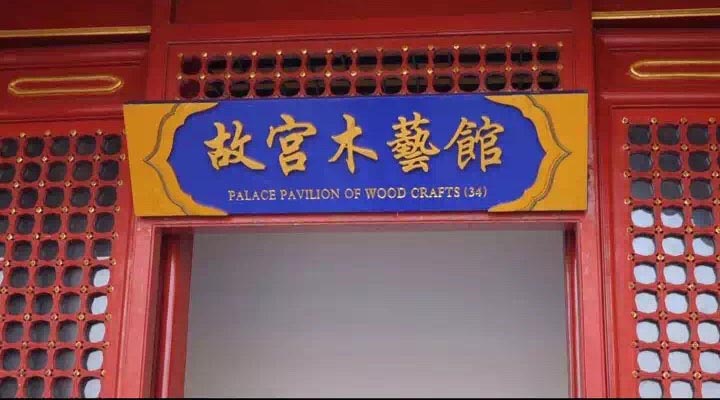 故宫木藝館
PALACE PAVILION OF WOOD CRAFTS (34)